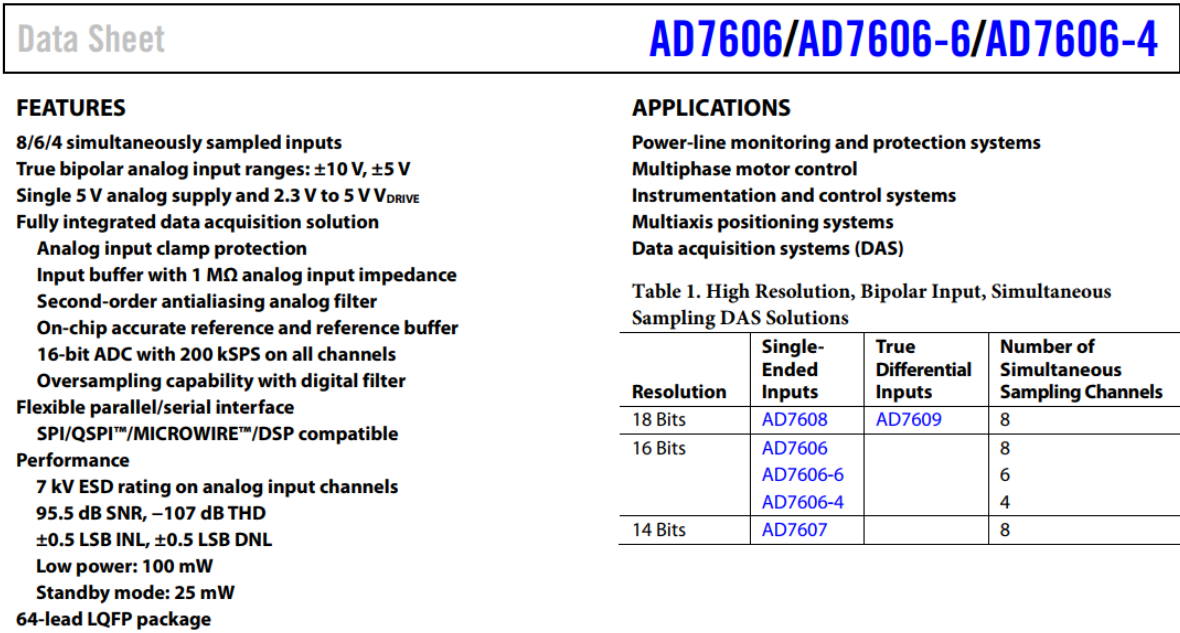 Data Sheet
AD7606/AD7606-6/AD7606-4
FEATURES
8/6/4 simultaneously sampled inputs
True bipolar analog input ranges: ±10 V, ±5 V
Single 5 V analog supply and 2.3 V to 5 V VDRIVE
Fully integrated data acquisition solution
Analog input clamp protection
Input buffer with 1 MΩ analog input impedance
Second-order antialiasing analog filter
On-chip accurate reference and reference buffer
16-bit ADC with 200 kSPS on all channels
Oversampling capability with digital filter
Flexible parallel/serial interface
SPI/QSPI™/MICROWIRE™/DSP compatible
Performance
7 kV ESD rating on analog input channels
95.5 dB SNR, −107 dB THD
±0.5 LSB INL, ±0.5 LSB DNL
Low power: 100 mW
Standby mode: 25 mW
64-lead LQFP package
APPLICATIONS
Power-line monitoring and protection systems
Multiphase motor control
Instrumentation and control systems
Multiaxis positioning systems
Data acquisition systems (DAS)
Table 1. High Resolution, Bipolar Input, Simultaneous
Sampling DAS Solutions
Resolution
Single-
Ended
Inputs
True
Differential
Inputs
Number of
Simultaneous
Sampling Channels
18 Bits AD7608 AD7609 8
16 Bits AD7606 8
AD7606-6 6
AD7606-4 4
14 Bits AD7607 8